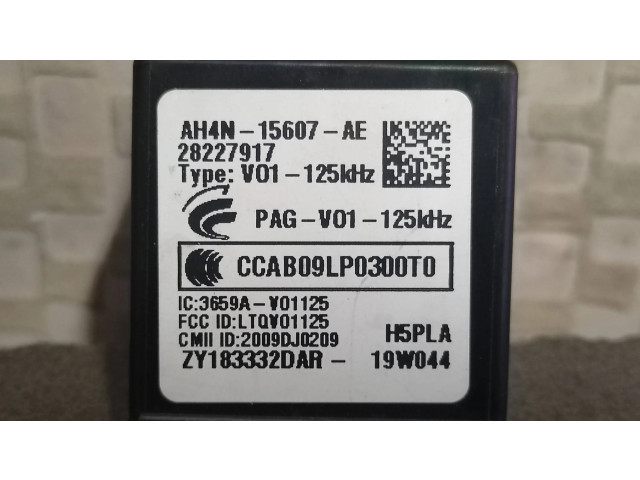 AH4N-15607-AE
28227917
Type: V01-125kHz
PAG-V01-125kHz
CCAB09LP0300T0
IC:3659A-V01125
FCC ID:LTQV01125
CMII ID:2009DJ0209 H5PLA
ZY183332DAR- 19W044